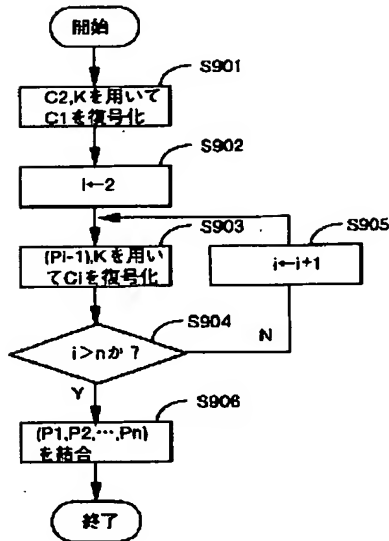 開始
S901
C2,Kを用いて
C1を復号化
S902
i←2
S903
S905
(Pi-1),Kを用い
てCiを復号化
i←i+1
S904
i>nか?
N
Y
S906
(P1,P2,…,Pn)
を結合
終了